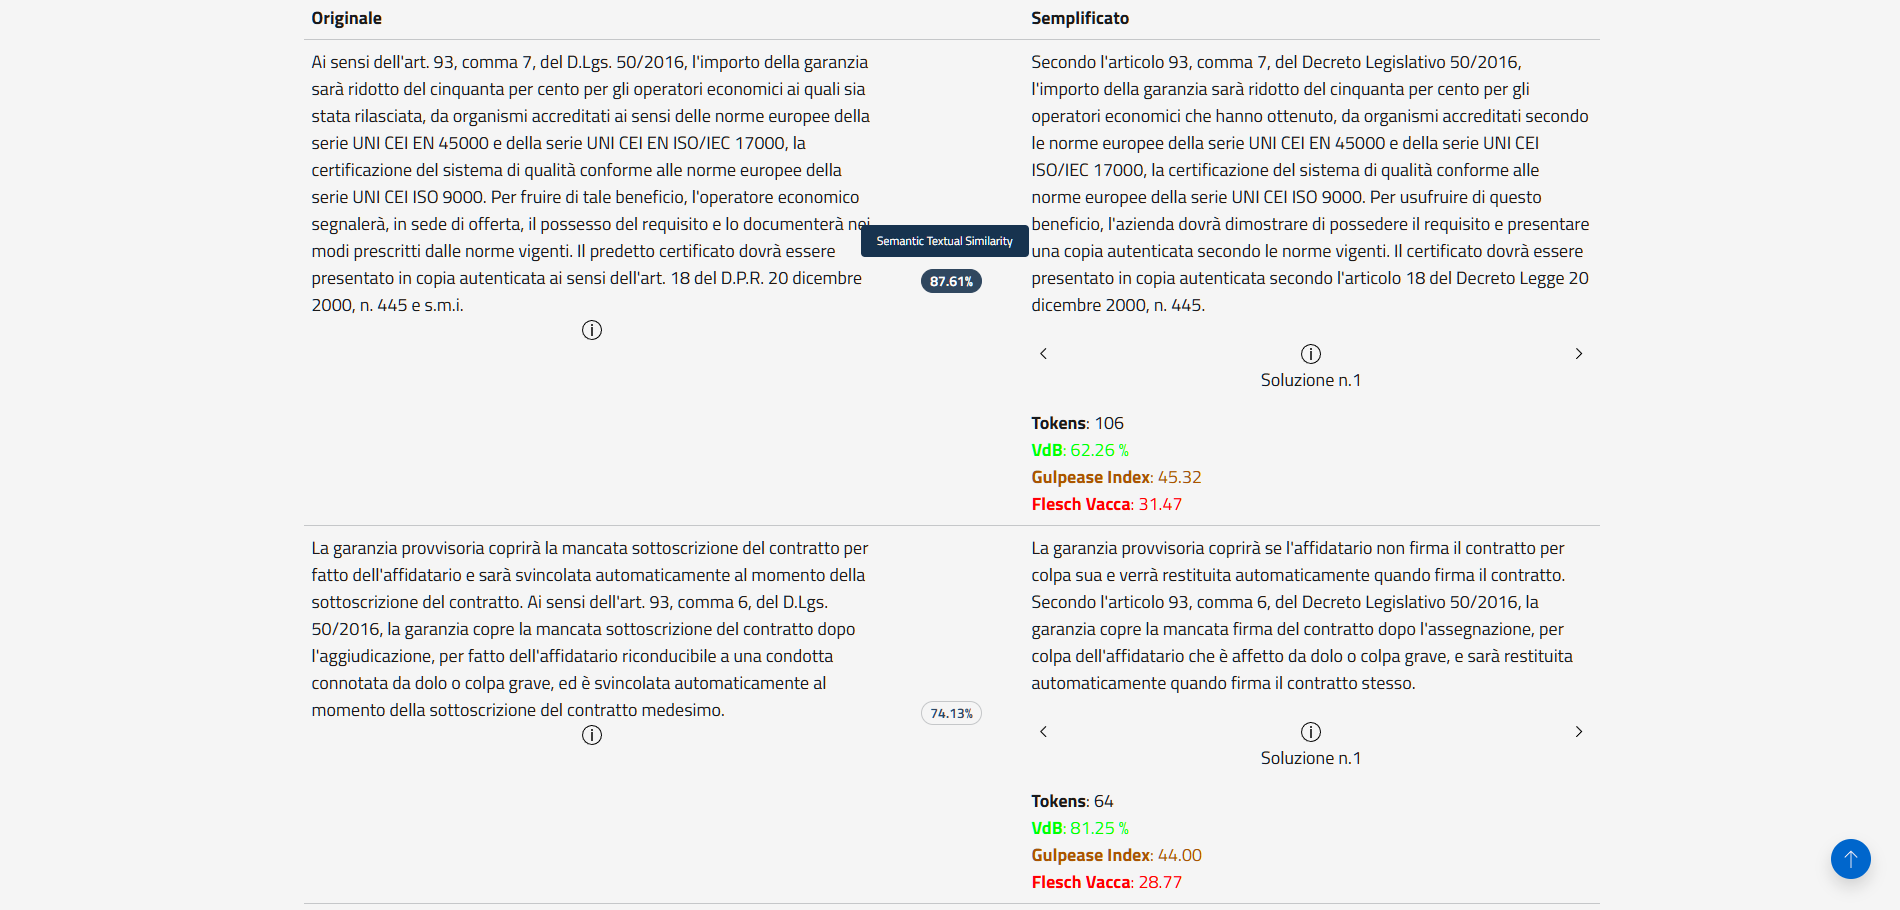 Originale
Semplificato
Ai sensi dell'art. 93, comma 7, del D.Lgs. 50/2016, l'importo della garanzia
sarà ridotto del cinquanta per cento per gli operatori economici ai quali sia
stata rilasciata, da organismi accreditati ai sensi delle norme europee della
serie UNI CEI EN 45000 e della serie UNI CEI EN ISO/IEC 17000, la
certificazione del sistema di qualità conforme alle norme europee della
serie UNI CEI ISO 9000. Per fruire di tale beneficio, l'operatore economico
segnalerà, in sede di offerta, il possesso del requisito e lo documenterà nei
modi prescritti dalle norme vigenti. Il predetto certificato dovrà essere
presentato in copia autenticata ai sensi dell'art. 18 del D.P.R. 20 dicembre
2000, n. 445 e s.m.i.
Semantic Textual Similarity
87.61%
Secondo l'articolo 93, comma 7, del Decreto Legislativo 50/2016,
l'importo della garanzia sarà ridotto del cinquanta per cento per gli
operatori economici che hanno ottenuto, da organismi accreditati secondo
le norme europee della serie UNI CEI EN 45000 e della serie UNI CEI
ISO/IEC 17000, la certificazione del sistema di qualità conforme alle
norme europee della serie UNI CEI ISO 9000. Per usufruire di questo
beneficio, l'azienda dovrà dimostrare di possedere il requisito e presentare
una copia autenticata secondo le norme vigenti. Il certificato dovrà essere
presentato in copia autenticata secondo l'articolo 18 del Decreto Legge 20
dicembre 2000, n. 445.
Soluzione n.1
Tokens: 106
VdB: 62.26 %
Gulpease Index: 45.32
Flesch Vacca: 31.47
La garanzia provvisoria coprirà la mancata sottoscrizione del contratto per
fatto dell'affidatario e sarà svincolata automaticamente al momento della
sottoscrizione del contratto. Ai sensi dell'art. 93, comma 6, del D.Lgs.
50/2016, la garanzia copre la mancata sottoscrizione del contratto dopo
l'aggiudicazione, per fatto dell'affidatario riconducibile a una condotta
connotata da dolo o colpa grave, ed è svincolata automaticamente al
momento della sottoscrizione del contratto medesimo.
74.13%
La garanzia provvisoria coprirà se l'affidatario non firma il contratto per
colpa sua e verrà restituita automaticamente quando firma il contratto.
Secondo l'articolo 93, comma 6, del Decreto Legislativo 50/2016, la
garanzia copre la mancata firma del contratto dopo l'assegnazione, per
colpa dell'affidatario che è affetto da dolo o colpa grave, e sarà restituita
automaticamente quando firma il contratto stesso.
Soluzione n.1
Tokens: 64
VdB: 81.25 %
Gulpease Index: 44.00
Flesch Vacca: 28.77